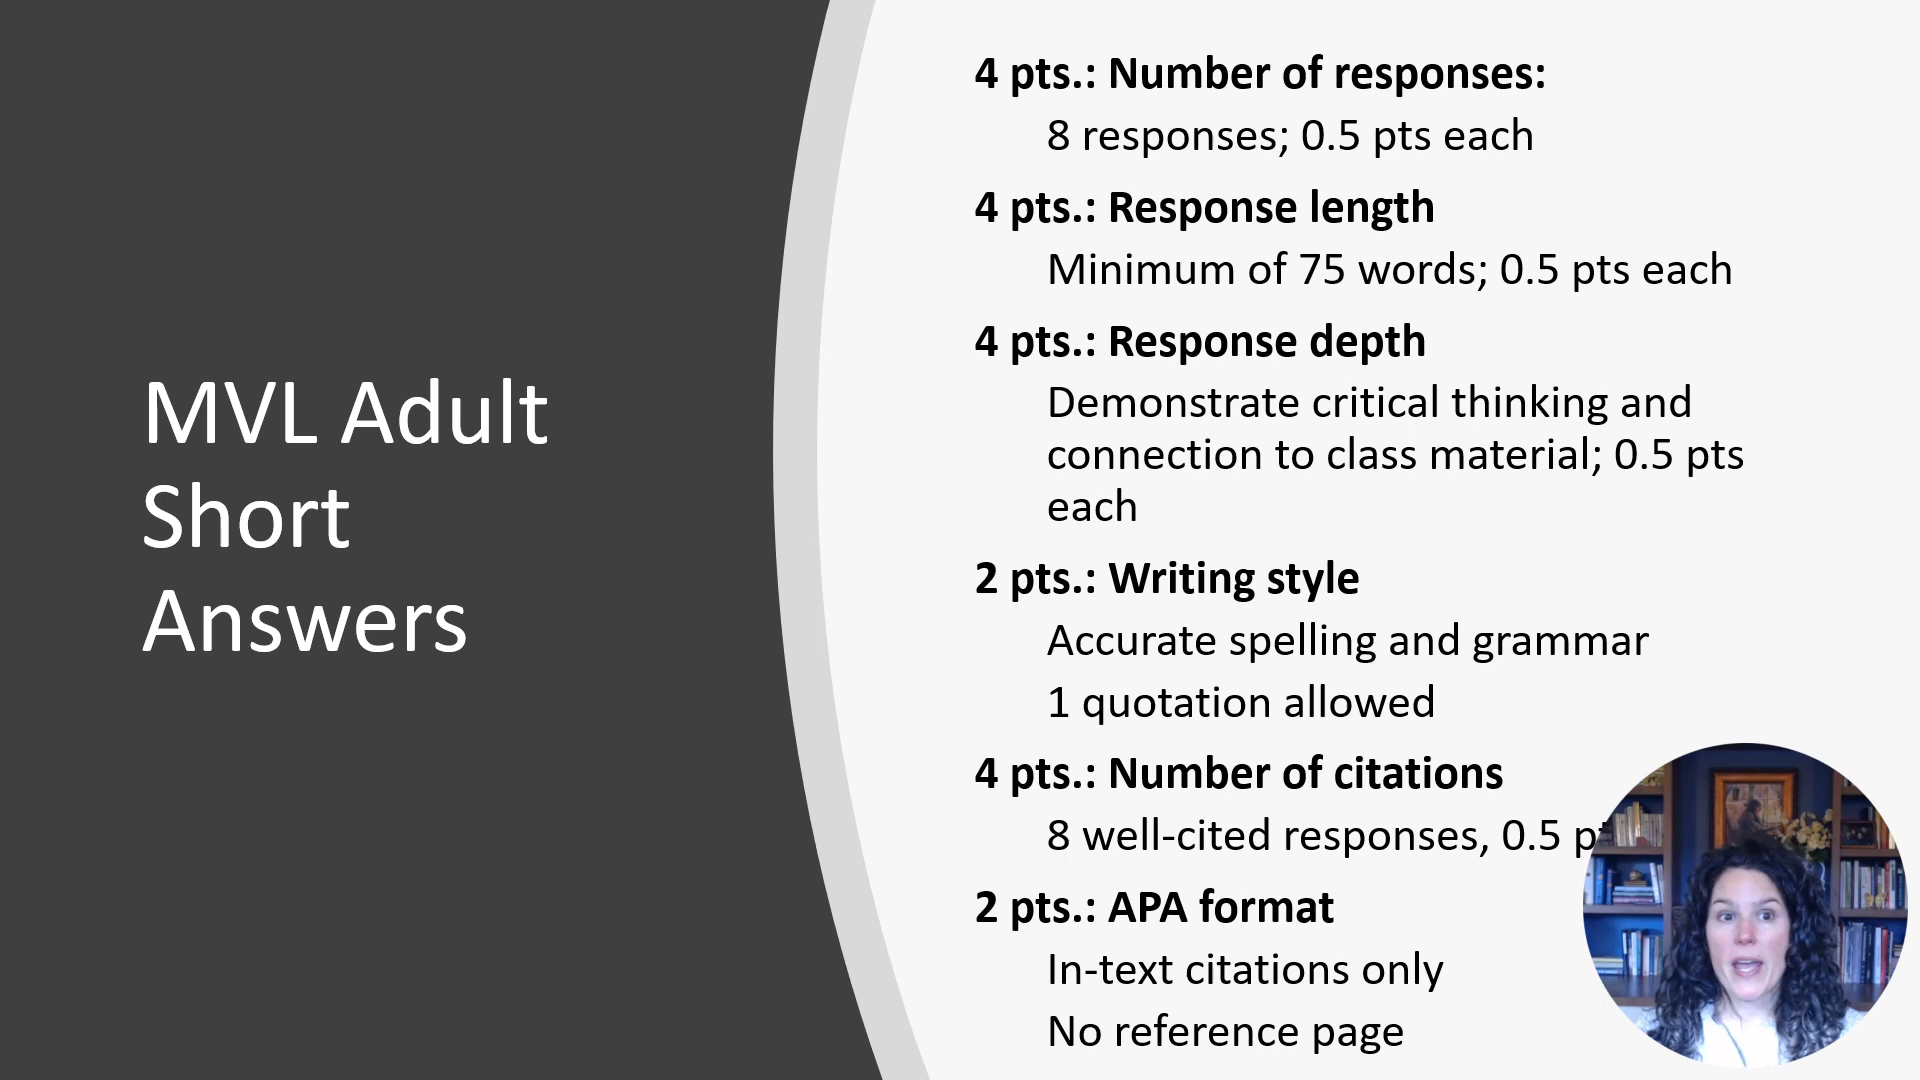 MVL Adult
Short
Answers
4 pts.: Number of responses:
8 responses; 0.5 pts each
4 pts.: Response length
Minimum of 75 words; 0.5 pts each
4 pts.: Response depth
Demonstrate critical thinking and
connection to class material; 0.5 pts
each
2 pts.: Writing style
Accurate spelling and grammar
1 quotation allowed
4 pts.: Number of citations
8 well-cited responses, 0.5
2 pts.: APA format
In-text citations only
No reference page